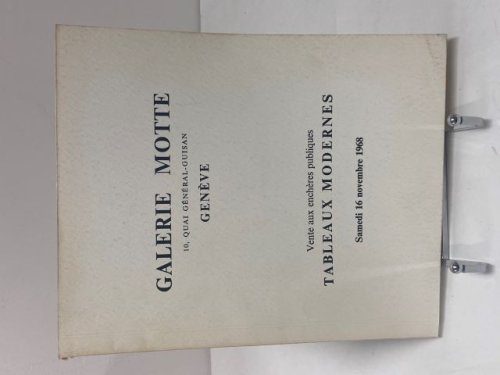 GALERIE MOTTE
10, QUAI GÉNÉRAL-GUISAN
GENÈVE
Vente aux enchères publiques
TABLEAUX MODERNES
Samedi 16 novembre 1968